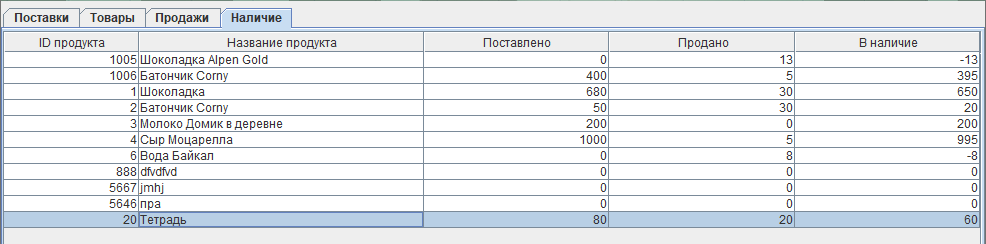 Поставки Товары Продажи Наличие
ID продукта Название продукта Поставлено Продано В наличие
1005 Шоколадка Alpen Gold 0 13 -13
1006 Батончик Corny 400 5 395
1 Шоколадка 680 30 650
2 Батончик Corny 50 30 20
3 Молоко Домик в деревне 200 0 200
4 Сыр Моцарелла 1000 5 995
6 Вода Байкал 0 8 -8
888 dfvdfvd 0 0 0
5667 jmhj 0 0 0
5646 пра 0 0 0
20 Тетрадь 80 20 60